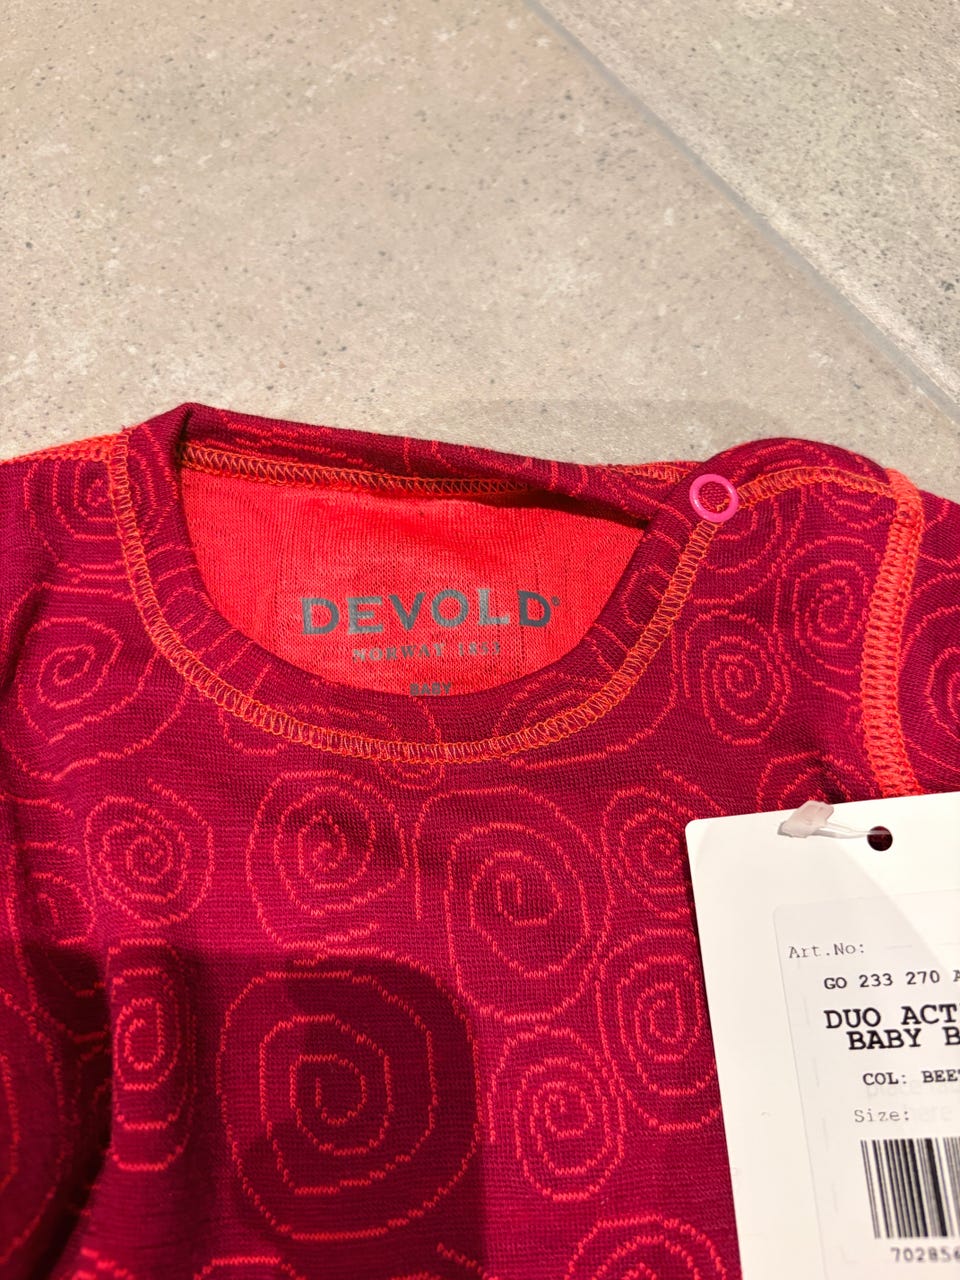 DEVOLD®
NORWAY 1853
BABY
Art.No:
GO 233 270 A
DUO ACT
BABY B
COL: BEE
Size:
70285